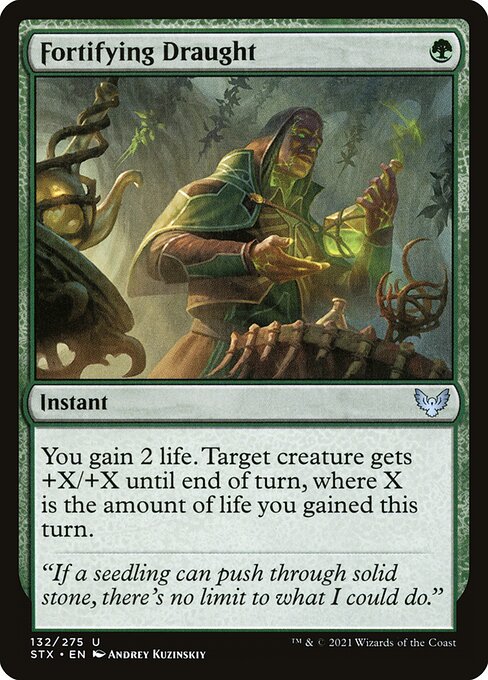 Fortifying Draught
Instant
You gain 2 life. Target creature gets
+X/+X until end of turn, where X
is the amount of life you gained this
turn.
“If a seedling can push through solid
stone, there’s no limit to what I could do.”
132/275 U
STX • EN Andrey Kuzinskiy
™ & © 2021 Wizards of the Coast